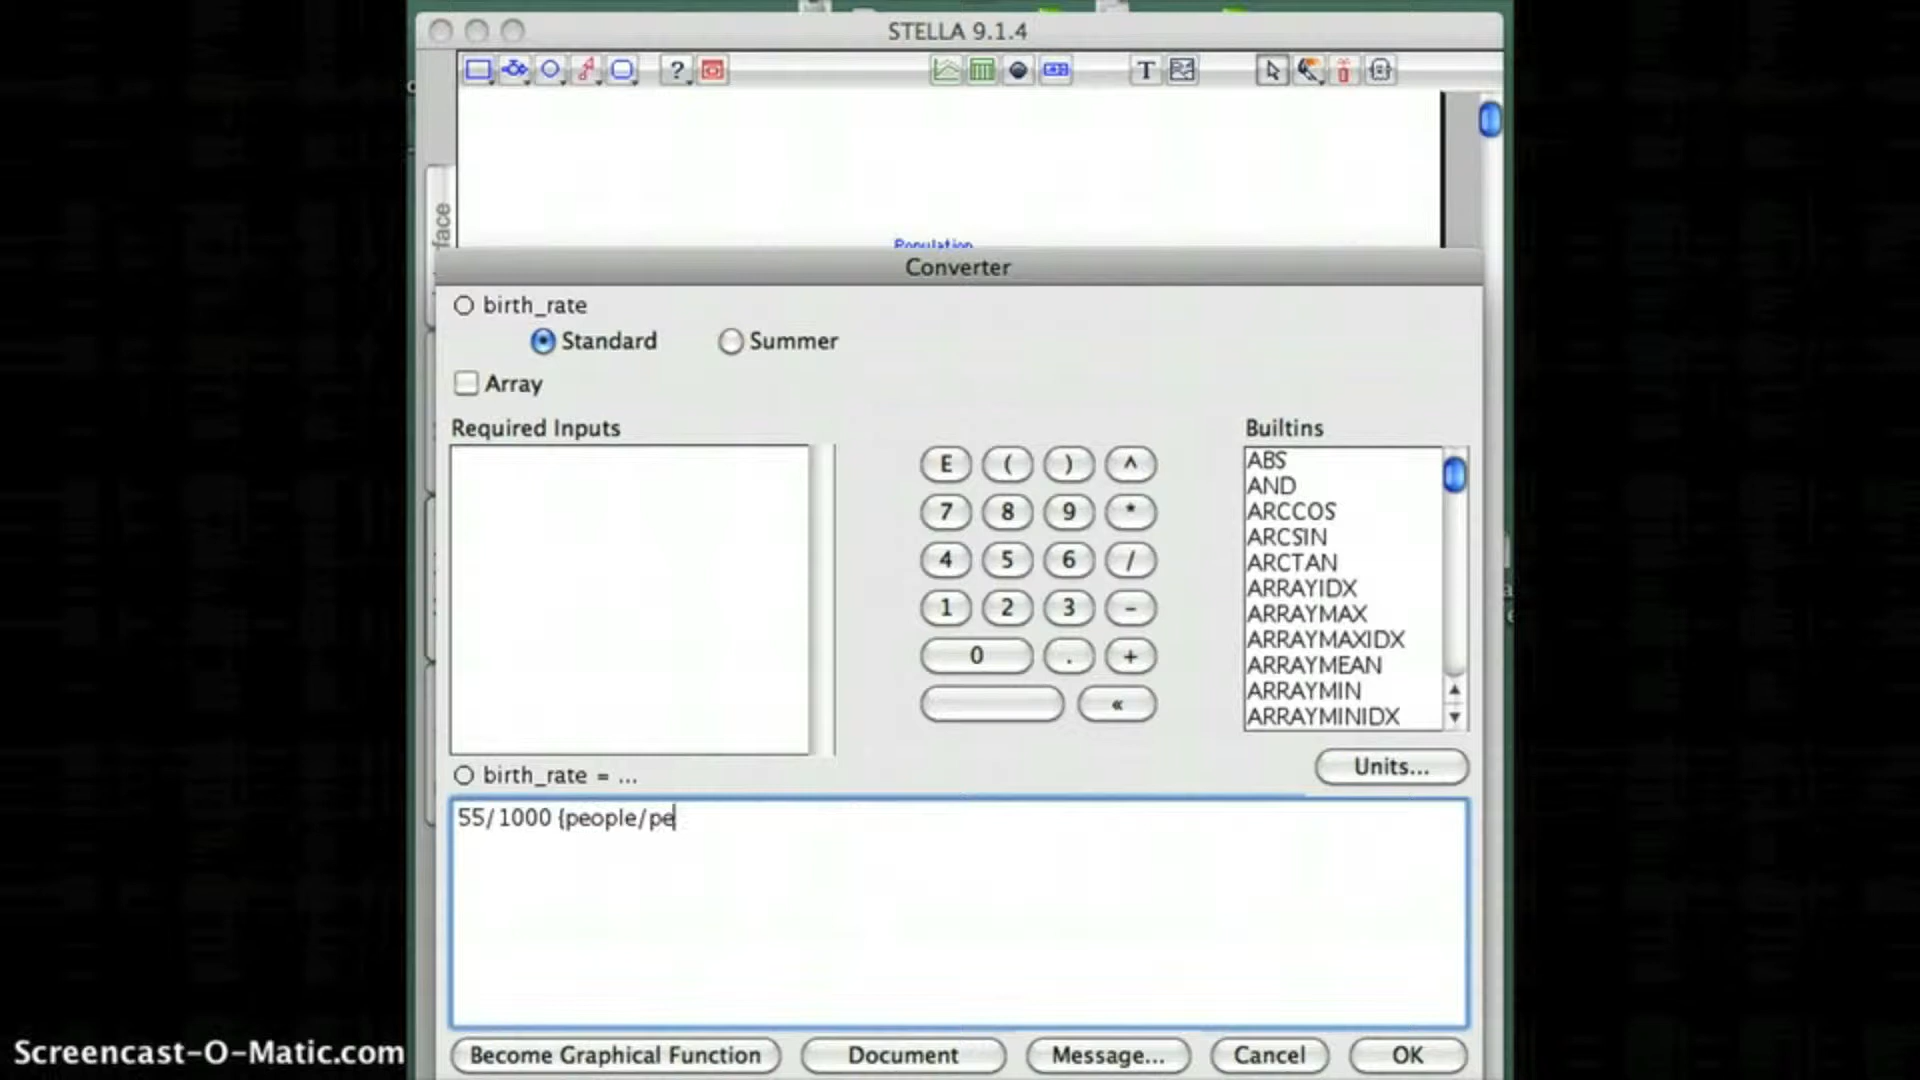 STELLA 9.1.4
?
T
face
Population
Converter
birth_rate
Standard
Summer
Array
Required Inputs
Builtins
E ( ) ^
7 8 9 *
4 5 6 /
1 2 3 -
0 . +
«
ABS
AND
ARCCOS
ARCSIN
ARCTAN
ARRAYIDX
ARRAYMAX
ARRAYMAXIDX
ARRAYMEAN
ARRAYMIN
ARRAYMINIDX
Units...
birth_rate = ...
55/1000 {people/pe
Become Graphical Function
Document
Message...
Cancel
OK
Screencast-O-Matic.com